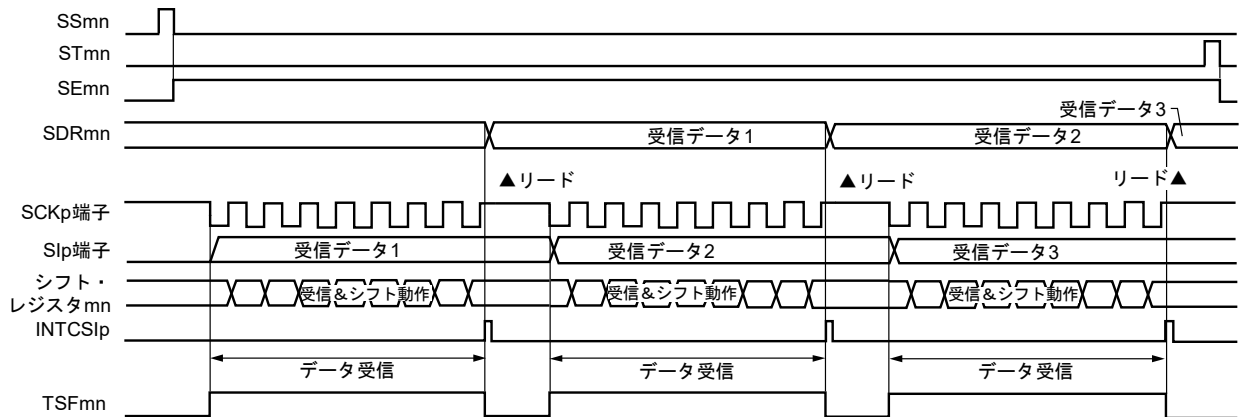 SSmn
STmn
SEmn
受信データ3
SDRmn
受信データ1
受信データ2
▲リード
▲リード
リード▲
SCKp端子
SIp端子
受信データ1
受信データ2
受信データ3
シフト・
レジスタmn
受信&シフト動作
受信&シフト動作
受信&シフト動作
INTCSIp
データ受信
データ受信
データ受信
TSFmn